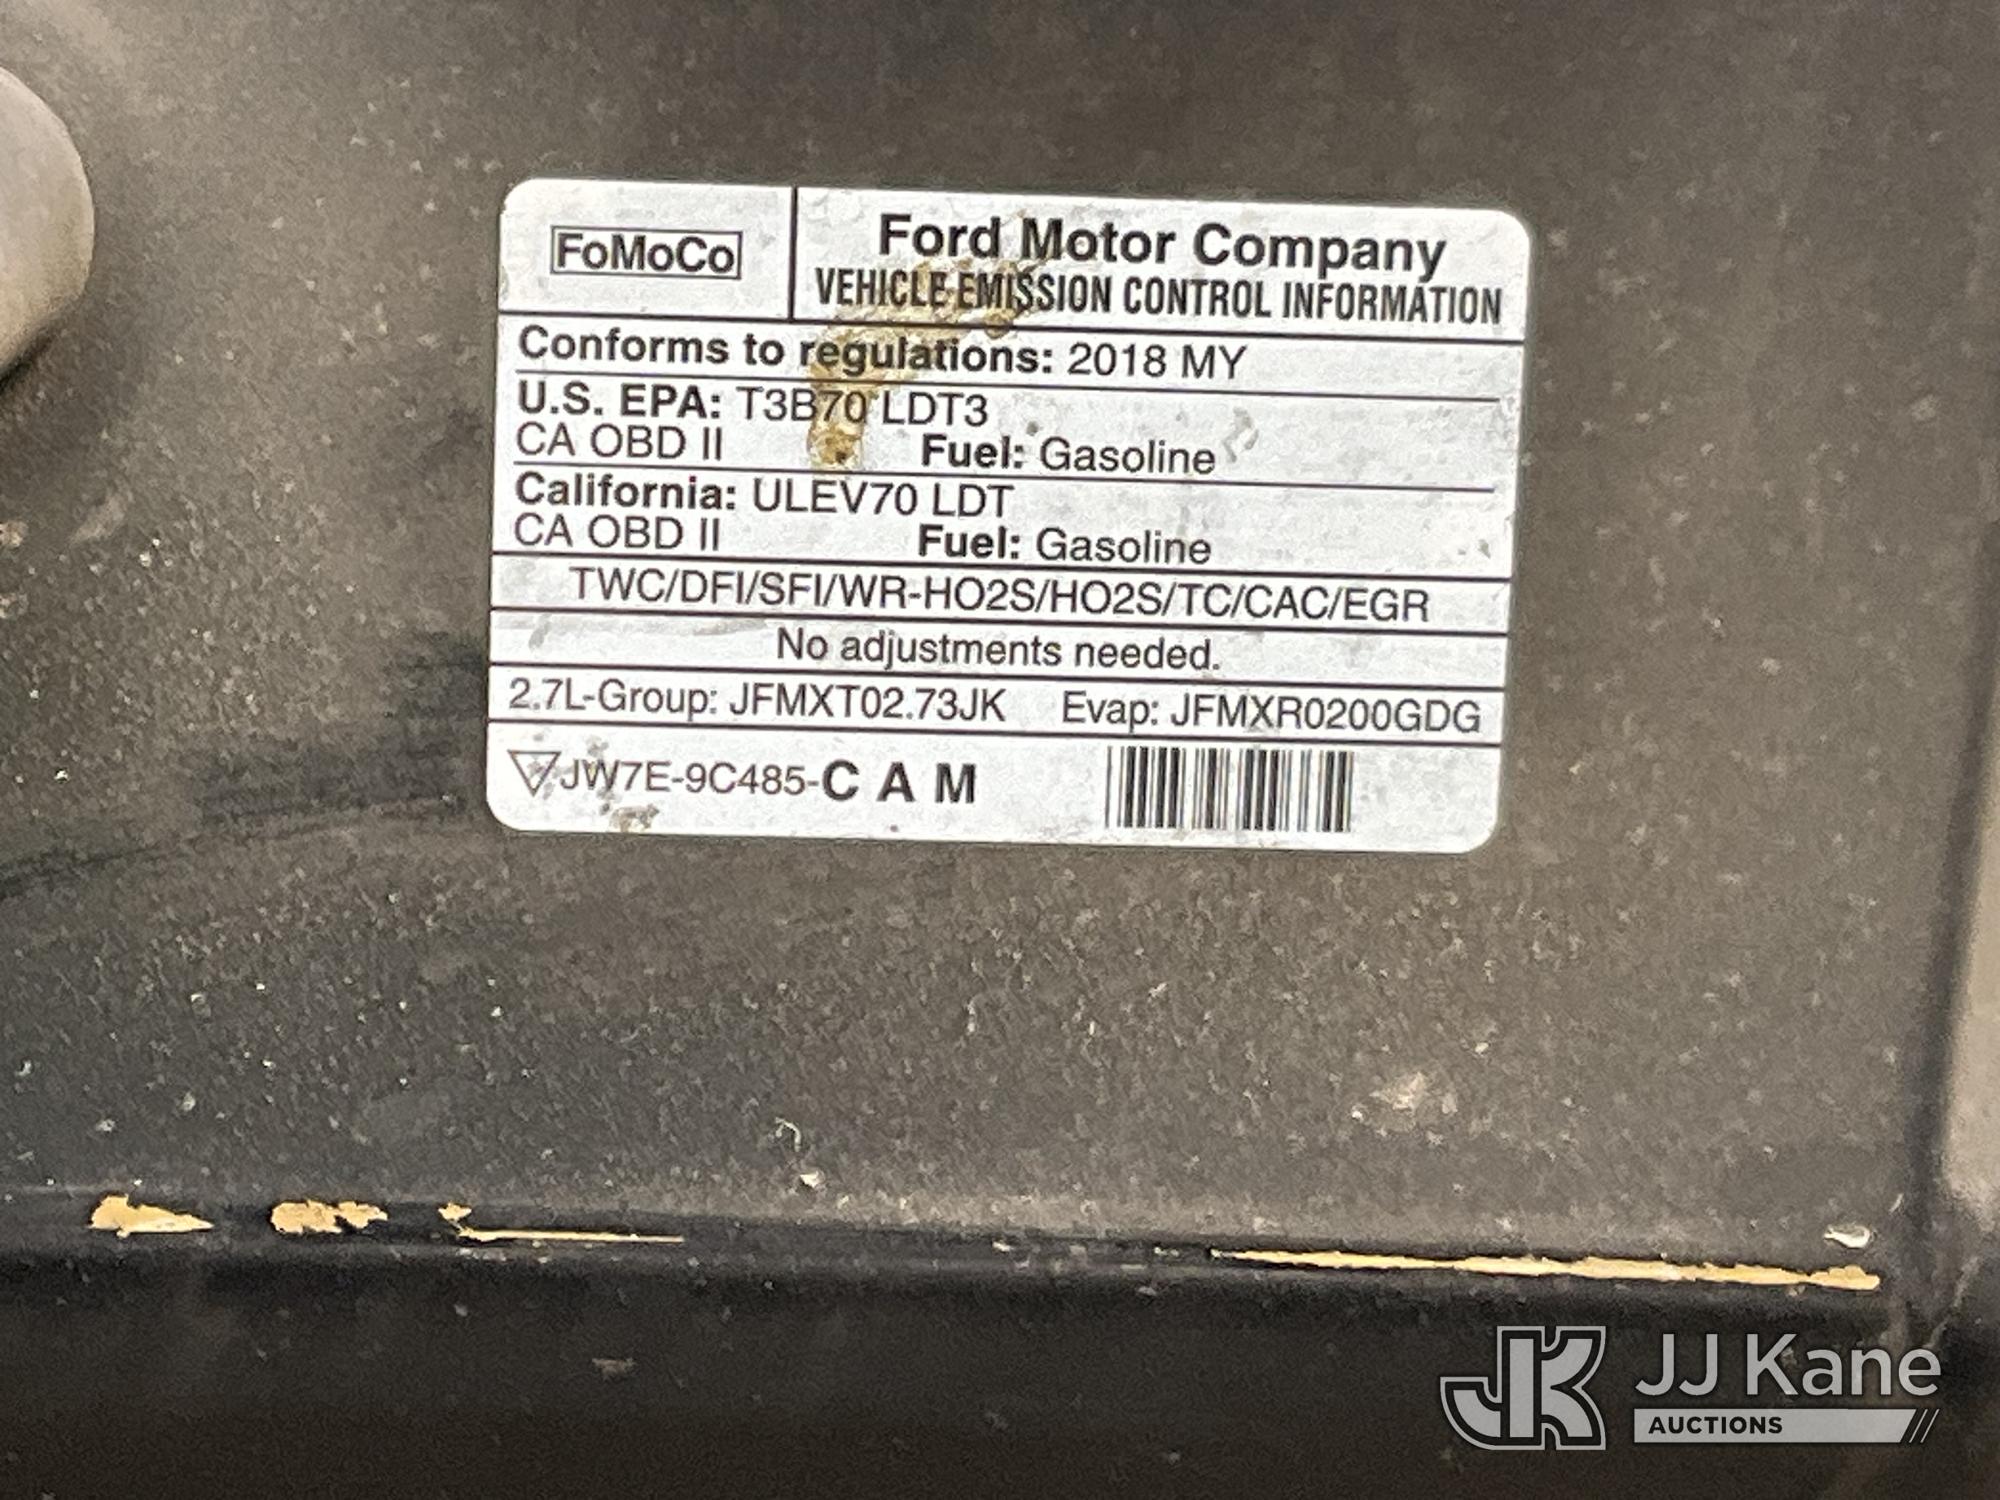 FoMoCo
Ford Motor Company
VEHICLE EMISSION CONTROL INFORMATION
Conforms to regulations: 2018 MY
U.S. EPA: T3B70 LDT3
CA OBD II Fuel: Gasoline
California: ULEV70 LDT
CA OBD II Fuel: Gasoline
TWC/DFI/SFI/WR-HO2S/HO2S/TC/CAC/EGR
No adjustments needed.
2.7L-Group: JFMXT02.73JK Evap: JFMXR0200GDG
JW7E-9C485-C A M
JK JJ Kane
AUCTIONS